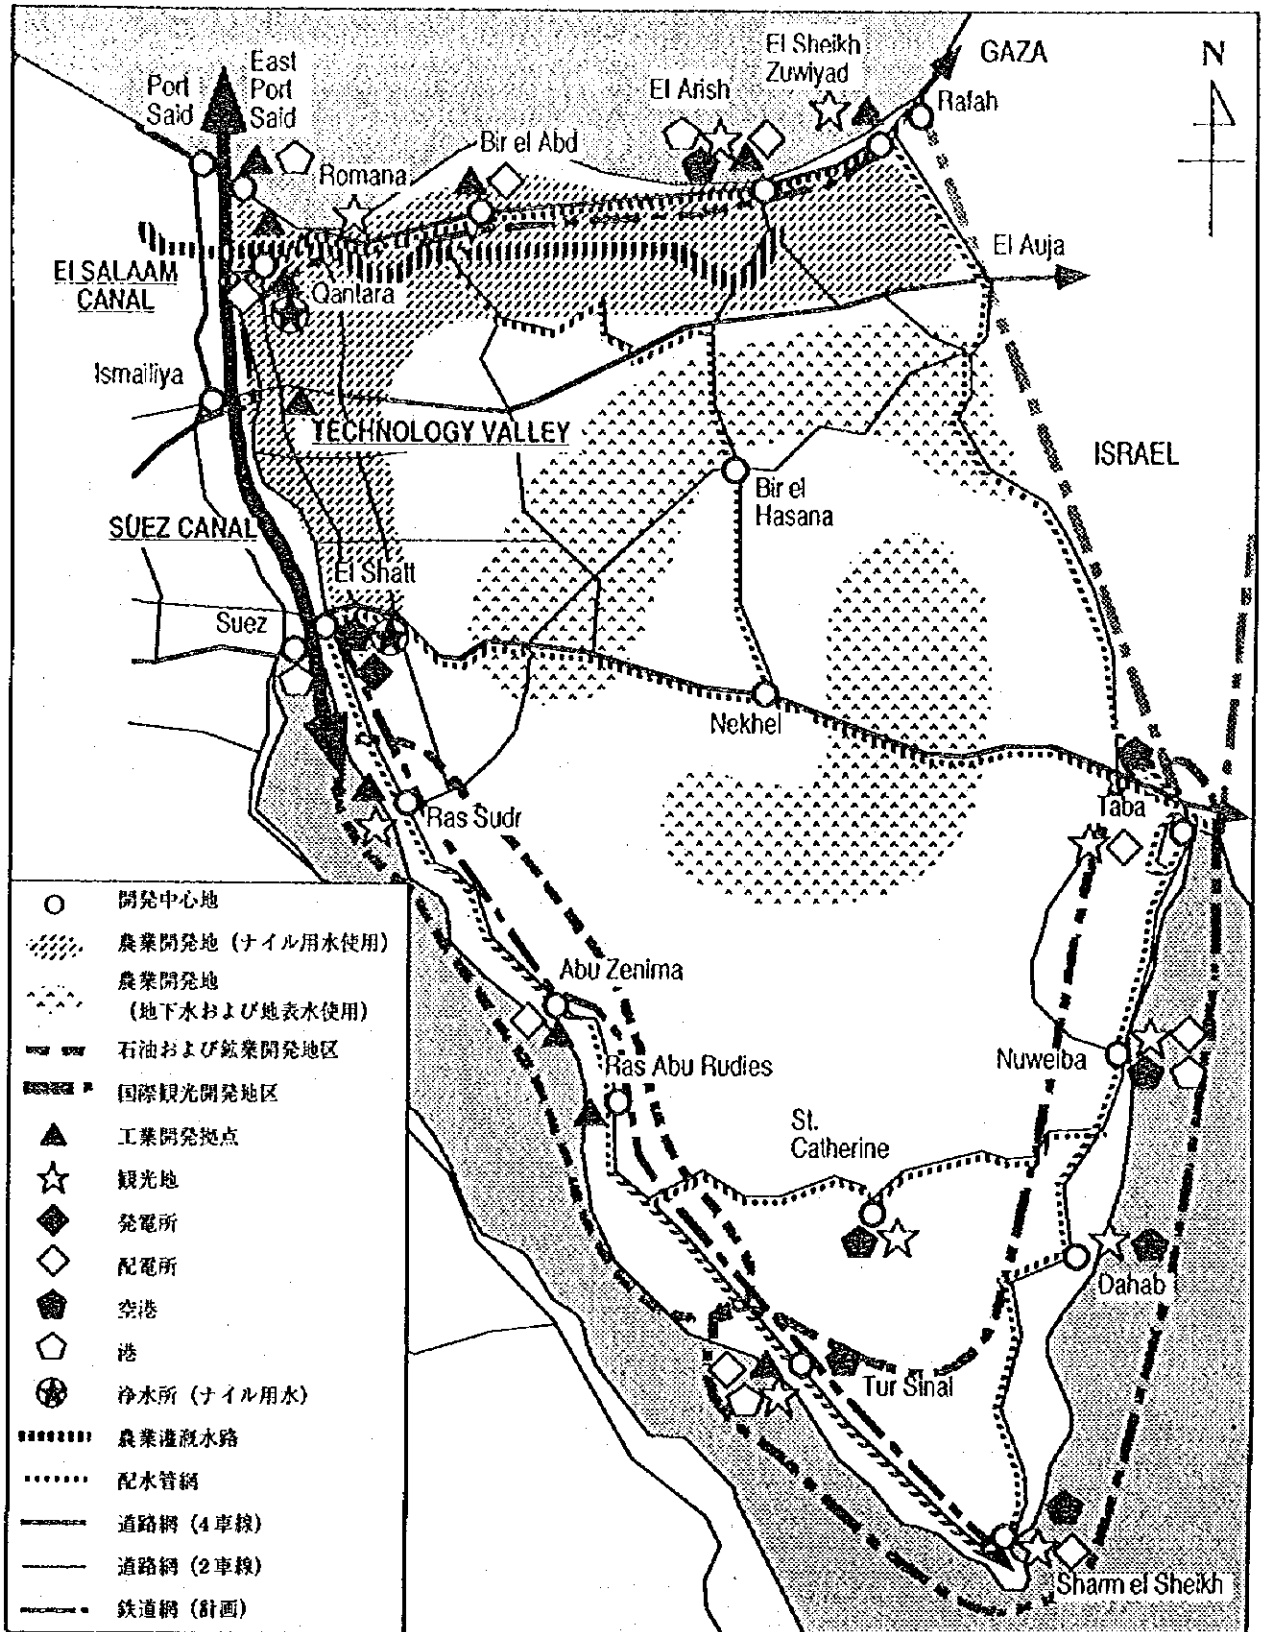 GAZA
N
El Sheikh
Zuwiyad
East
Port
Said
Port
Said
El Arish
Rafah
Bir el Abd
Romana
El Auja
El SALAAM
CANAL
Qantara
Ismailiya
TECHNOLOGY VALLEY
ISRAEL
Bir el
Hasana
SUEZ CANAL
El Shatt
Suez
Nekhel
Taba
Ras Sudr
Abu Zenima
Nuweiba
Ras Abu Rudies
St.
Catherine
Dahab
Tur Sinai
Sharm el Sheikh
開発中心地
農業開発地 (ナイル用水使用)
農業開発地
(地下水および地表水使用)
石油および鉱業開発地区
国際観光開発地区
工業開発拠点
観光地
発電所
配電所
空港
港
浄水所 (ナイル用水)
農業灌漑水路
配水管網
道路網 (4車線)
道路網 (2車線)
鉄道網 (計画)